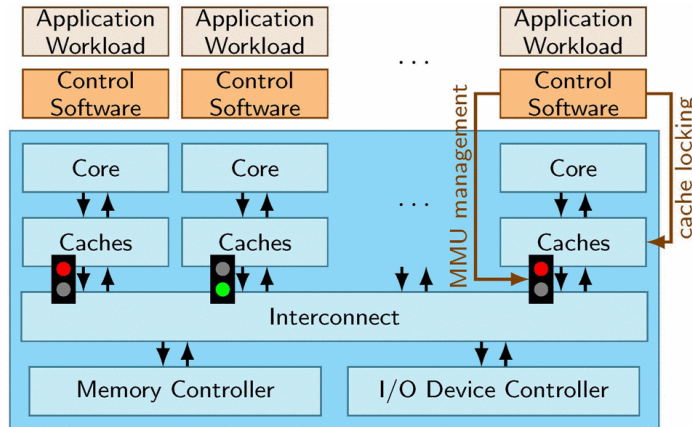 Application
Workload
Application
Workload
. . .
Application
Workload
Control
Software
Control
Software
Control
Software
MMU management
cache locking
Core
Core
. . .
Core
Caches
Caches
Caches
Interconnect
Memory Controller
I/O Device Controller